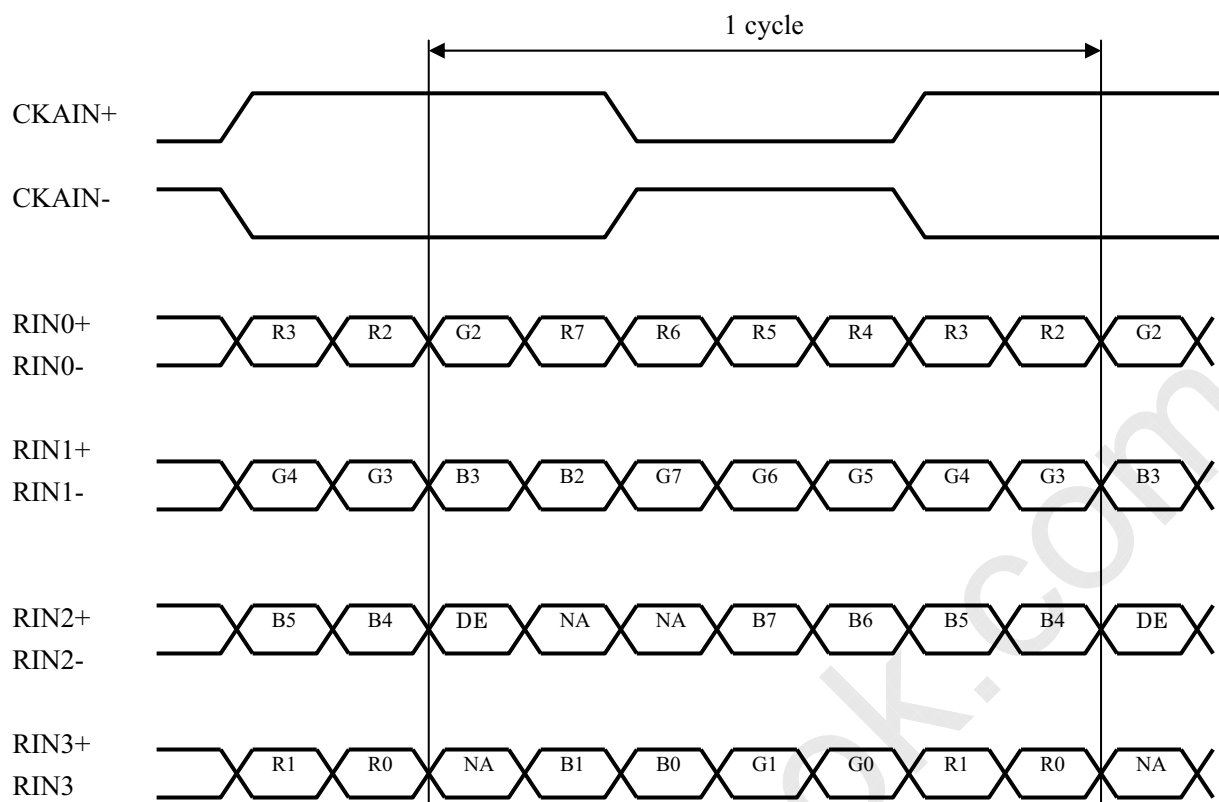 1 cycle
CKAIN+
CKAIN-
RIN0+
R3 R2 G2 R7 R6 R5 R4 R3 R2 G2
RIN0-
RIN1+
G4 G3 B3 B2 G7 G6 G5 G4 G3 B3
RIN1-
RIN2+
B5 B4 DE NA NA B7 B6 B5 B4 DE
RIN2-
RIN3+
R1 R0 NA B1 B0 G1 G0 R1 R0 NA
RIN3
ok.com